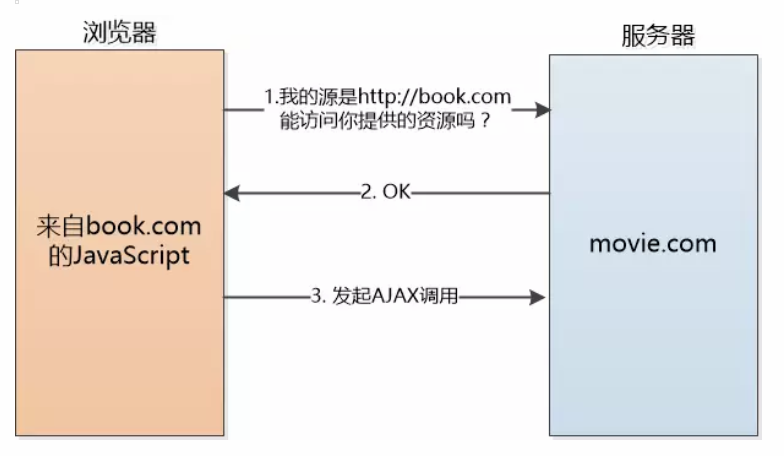 浏览器
服务器
1.我的源是http://book.com
能访问你提供的资源吗？
2. OK
来自book.com
的JavaScript
movie.com
3. 发起AJAX调用